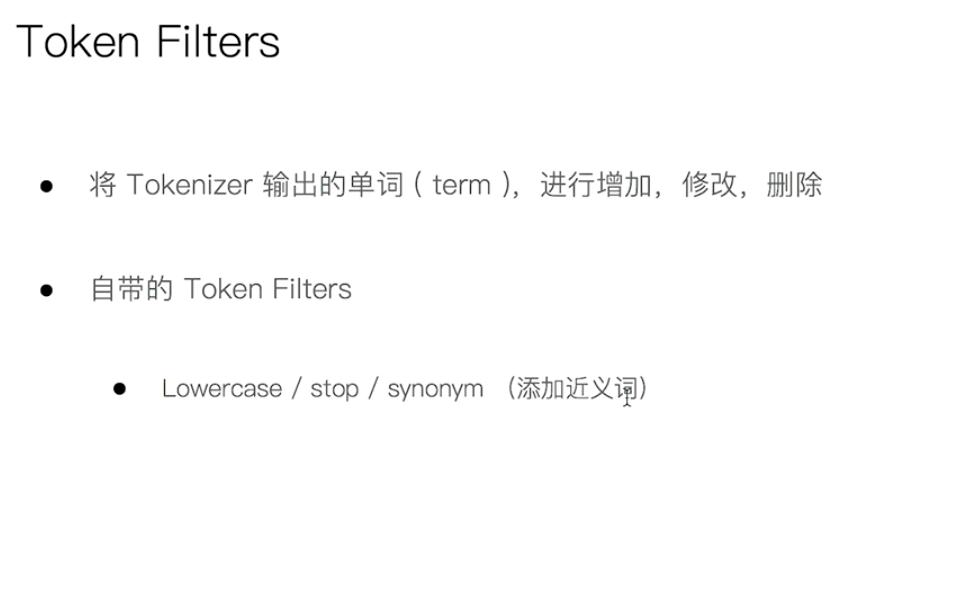 Token Filters
将 Tokenizer 输出的单词（ term ），进行增加，修改，删除
自带的 Token Filters
Lowercase / stop / synonym （添加近义词）